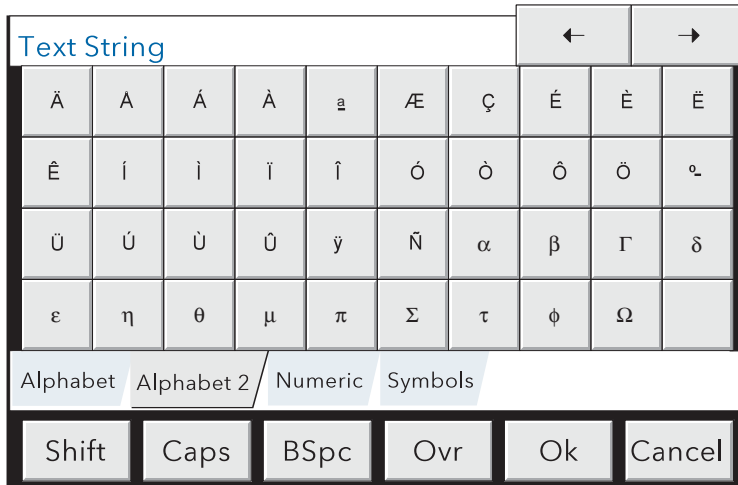 Text String ← →
Ä Å Á À ª Æ Ç É È Ë
Ê Í Ì Ï Î Ó Ò Ô Ö º-
Ü Ú Ù Û ÿ Ñ α β Γ δ
ε η θ μ π Σ τ φ Ω
Alphabet Alphabet 2 Numeric Symbols
Shift Caps BSpc Ovr Ok Cancel